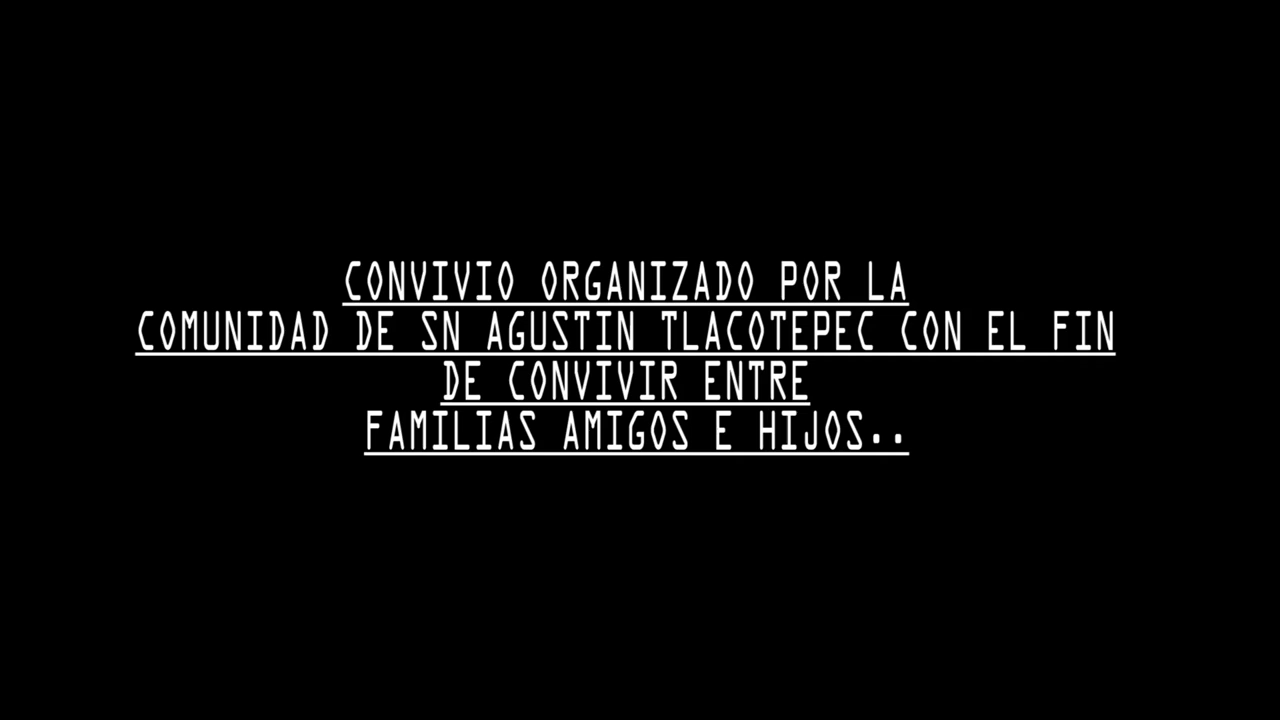 CONVIVIO ORGANIZADO POR LA
COMUNIDAD DE SN AGUSTIN TLACOTEPEC CON EL FIN
DE CONVIVIR ENTRE
FAMILIAS AMIGOS E HIJOS..